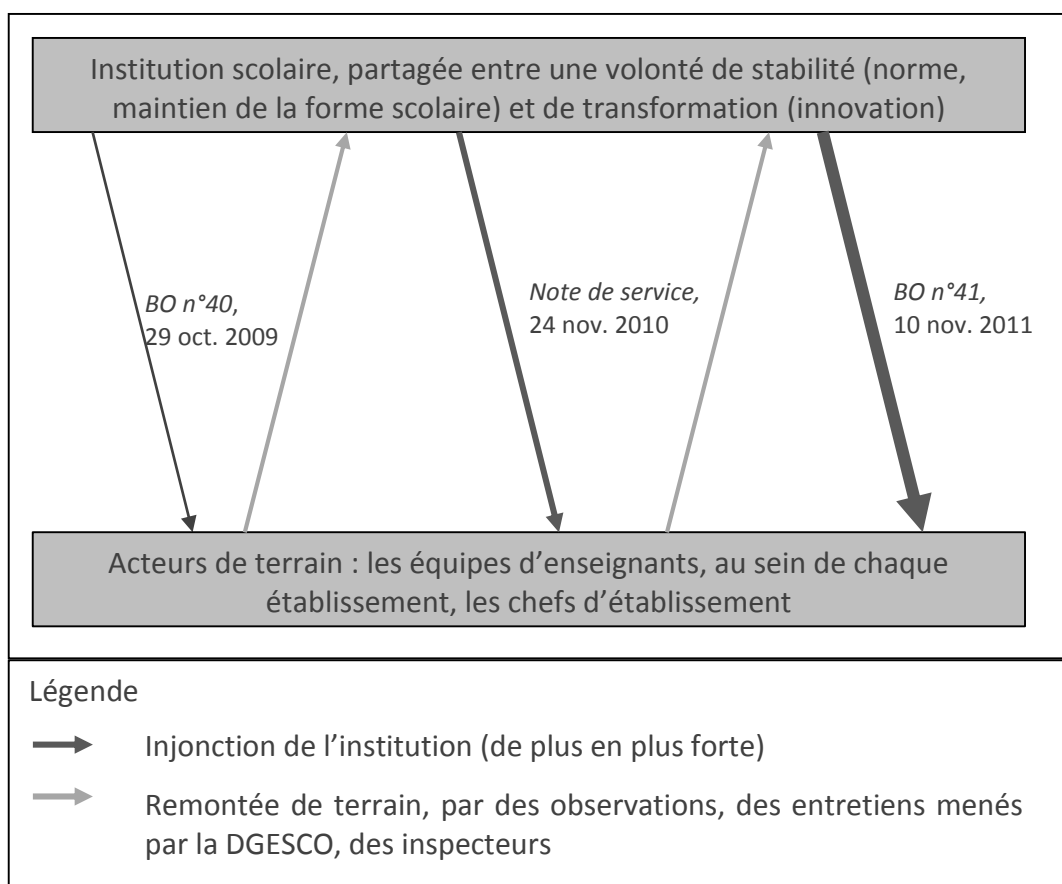 Institution scolaire, partagée entre une volonté de stabilité (norme,
maintien de la forme scolaire) et de transformation (innovation)
BO n°40,
29 oct. 2009
Note de service,
24 nov. 2010
BO n°41,
10 nov. 2011
Acteurs de terrain : les équipes d’enseignants, au sein de chaque
établissement, les chefs d’établissement
Légende
Injonction de l’institution (de plus en plus forte)
Remontée de terrain, par des observations, des entretiens menés
par la DGESCO, des inspecteurs